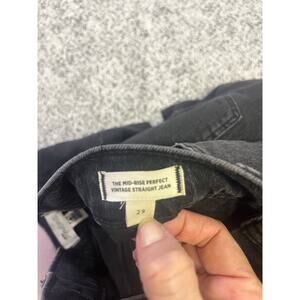 THE MID-RISE PERFECT
VINTAGE STRAIGHT JEAN
29